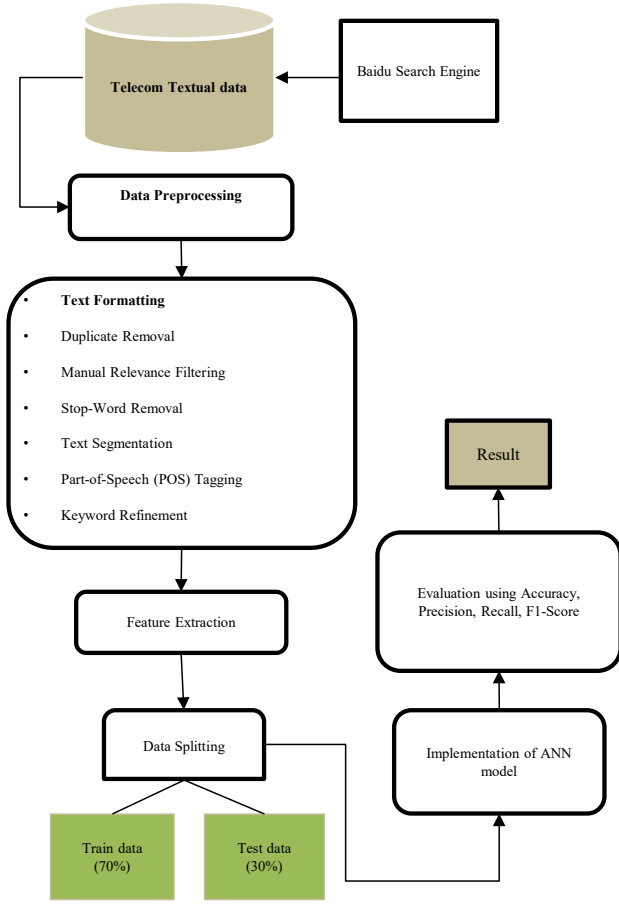 Telecom Textual data
Baidu Search Engine
Data Preprocessing
• Text Formatting
• Duplicate Removal
• Manual Relevance Filtering
• Stop-Word Removal
• Text Segmentation
• Part-of-Speech (POS) Tagging
• Keyword Refinement
Feature Extraction
Data Splitting
Train data
(70%)
Test data
(30%)
Implementation of ANN
model
Evaluation using Accuracy,
Precision, Recall, F1-Score
Result